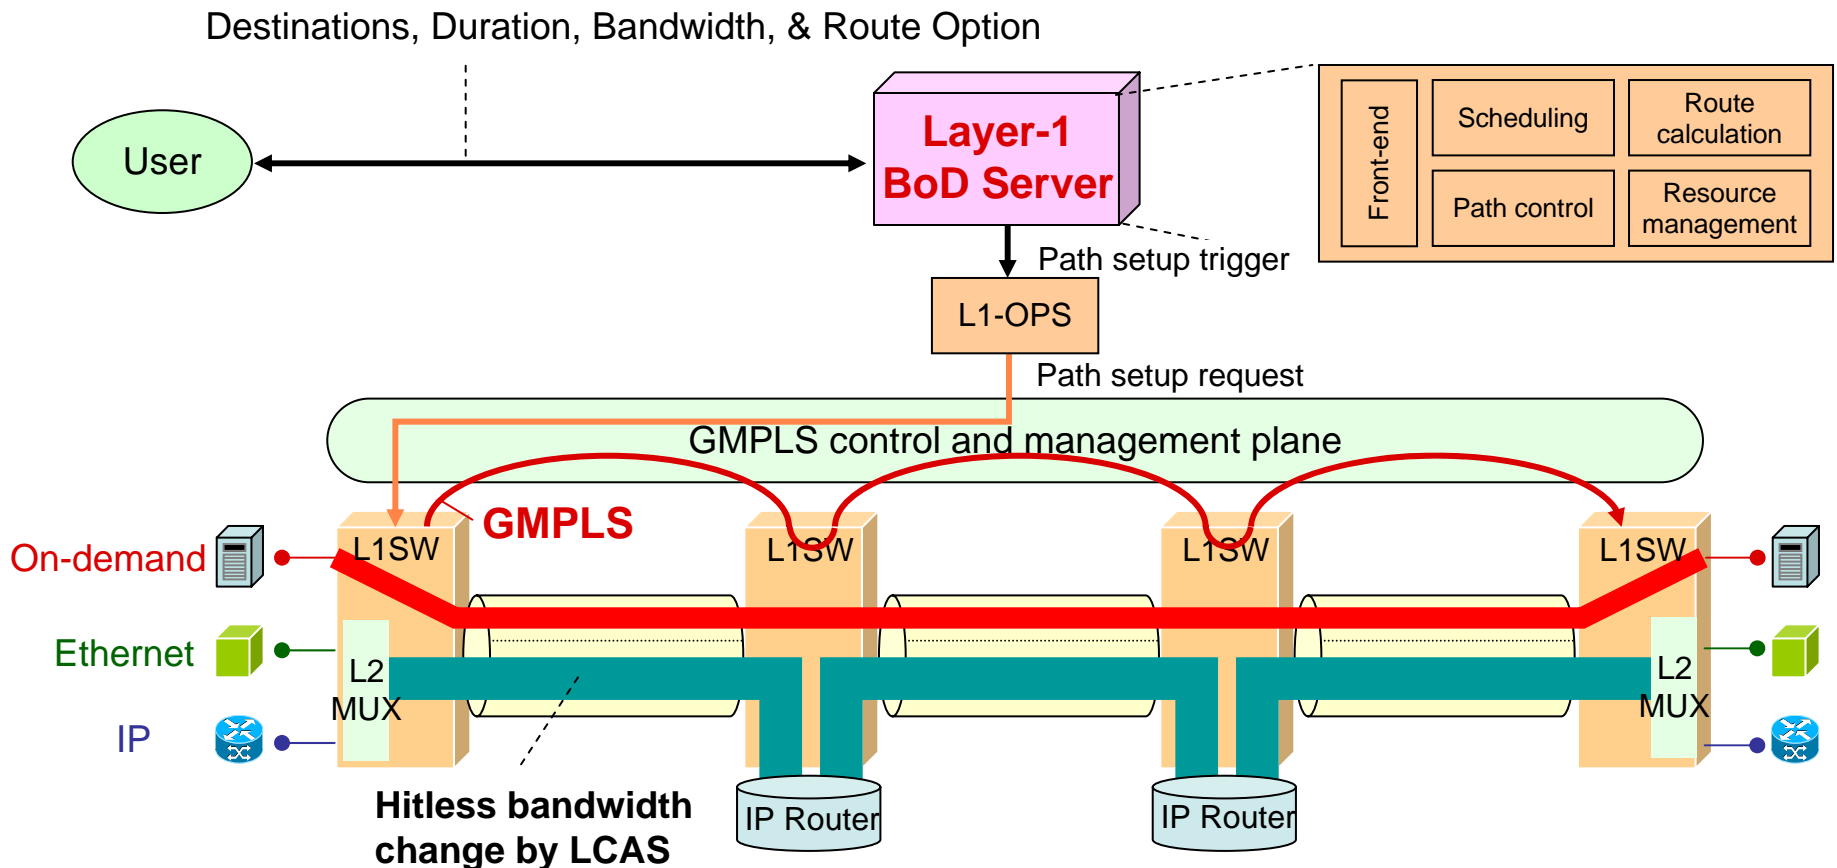 Destinations, Duration, Bandwidth, & Route Option
User
Layer-1
BoD Server
Front-end
Scheduling
Route
calculation
Path control
Resource
management
Path setup trigger
L1-OPS
Path setup request
GMPLS control and management plane
GMPLS
L1SW
L1SW
L1SW
L1SW
On-demand
Ethernet
IP
L2
MUX
L2
MUX
Hitless bandwidth
change by LCAS
IP Router
IP Router